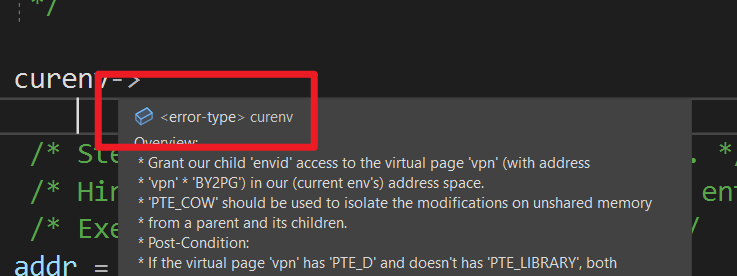 */
curenv->
<error-type> curenv
Overview:
/* Ste . */
* Grant our child 'envid' access to the virtual page 'vpn' (with address
/* Hin ent
* 'vpn' * 'BY2PG') in our (current env's) address space.
* 'PTE_COW' should be used to isolate the modifications on unshared memory
/* Exe /
* from a parent and its children.
* Post-Condition:
addr =
* If the virtual page 'vpn' has 'PTE_D' and doesn't has 'PTE_LIBRARY', both